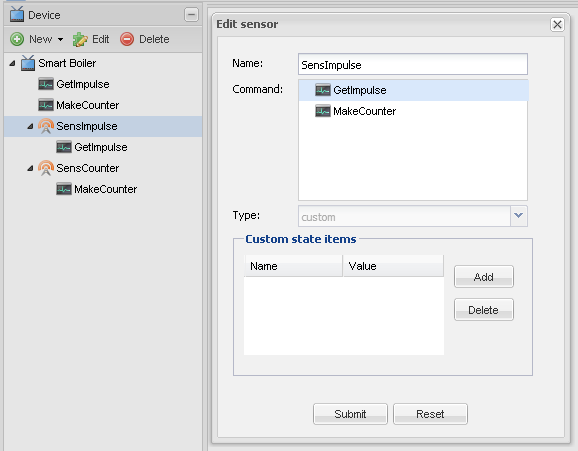 Device
New Edit Delete
Smart Boiler
GetImpulse
MakeCounter
SensImpulse
GetImpulse
SensCounter
MakeCounter
Edit sensor
Name: SensImpulse
Command: GetImpulse
MakeCounter
Type: custom
Custom state items
Name Value
Add
Delete
Submit Reset